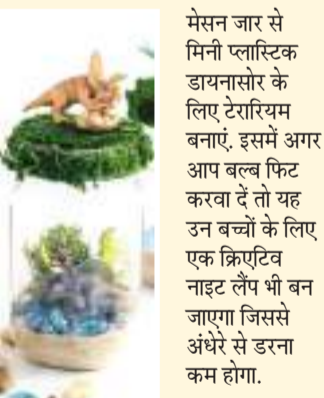 मेसन जार से
मिनी प्लास्टिक
डायनासोर के
लिए टेरारियम
बनाएं. इसमें अगर
आप बल्ब फिट
करवा दें तो यह
उन बच्चों के लिए
एक क्रिएटिव
नाइट लैंप भी बन
जाएगा जिससे
अंधेरे से डरना
कम होगा.